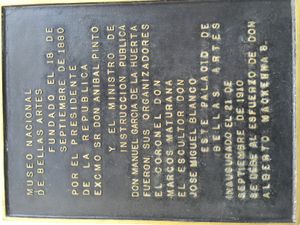 MUSEO NACIONAL
DE BELLAS ARTES
FUNDADO EL 18 DE
SEPTIEMBRE DE 1880
POR EL PRESIDENTE
DE LA REPUBLICA
EXCMO SEÑOR DON ANIBAL PINTO
Y EL MINISTRO DE
INSTRUCCION PUBLICA
DON MANUEL GARCIA DE LA HUERTA
FUERON SUS ORGANIZADORES
EL CORONEL DON
MARCOS MATURANA
EL ESCULTOR DON
JOSE MIGUEL BLANCO
ESTE PALACIO DE
BELLAS ARTES
INAUGURADO EL 21 DE
SEPTIEMBRE DE 1910
SE DEBE AL ESFUERZO DE DON
ALBERTO MACKENNA S.